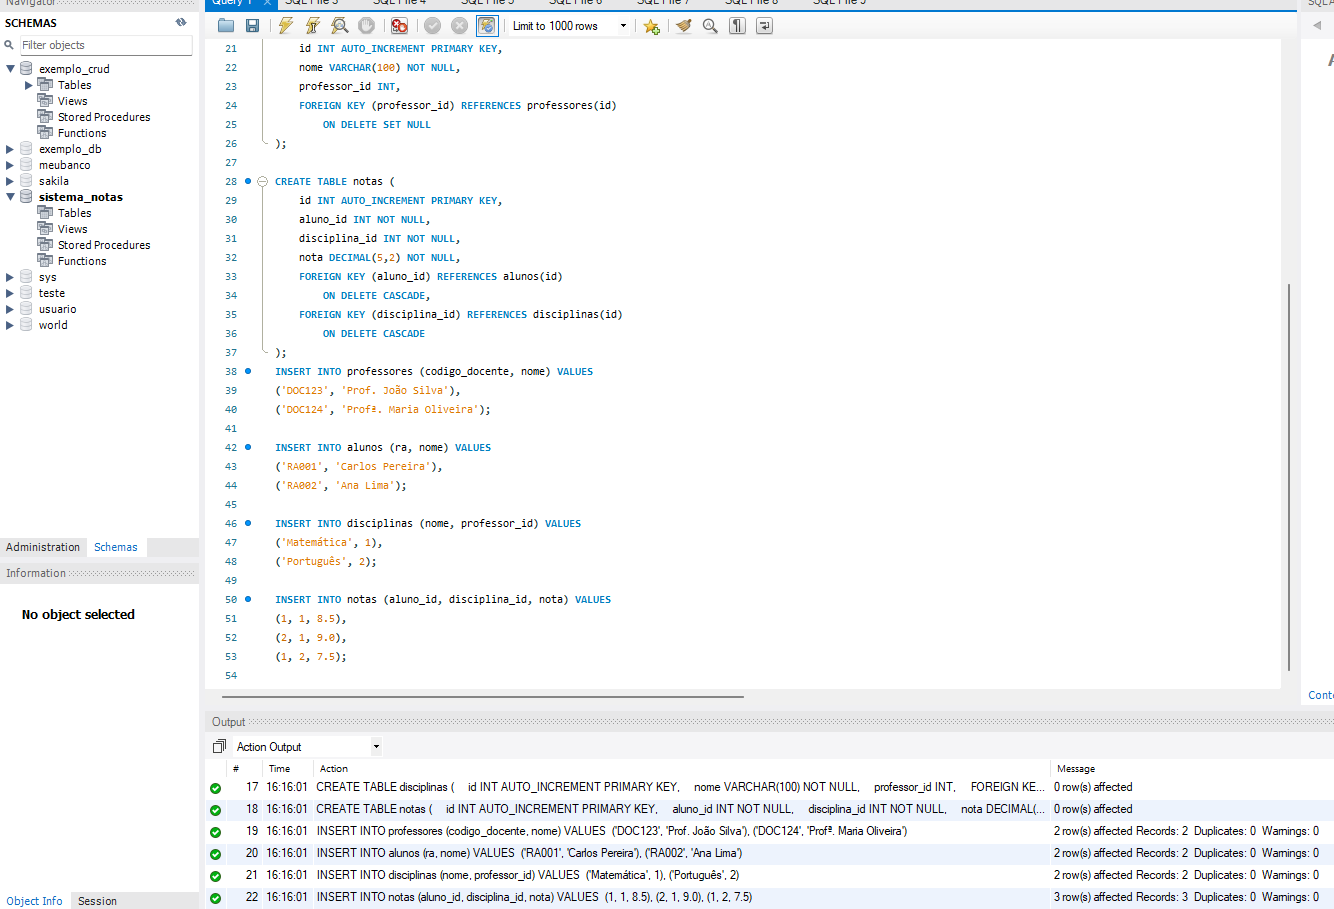 Navigator
SCHEMAS
Filter objects
exemplo_crud
Tables
Views
Stored Procedures
Functions
exemplo_db
meubanco
sakila
sistema_notas
Tables
Views
Stored Procedures
Functions
sys
teste
usuario
world
Administration Schemas
Information
No object selected
Object Info Session
Query 1 SQL File 3 SQL File 4 SQL File 5 SQL File 6 SQL File 7 SQL File 8 SQL File 9
Limit to 1000 rows
21 id INT AUTO_INCREMENT PRIMARY KEY,
22 nome VARCHAR(100) NOT NULL,
23 professor_id INT,
24 FOREIGN KEY (professor_id) REFERENCES professores(id)
25 ON DELETE SET NULL
26 );
27
28 CREATE TABLE notas (
29 id INT AUTO_INCREMENT PRIMARY KEY,
30 aluno_id INT NOT NULL,
31 disciplina_id INT NOT NULL,
32 nota DECIMAL(5,2) NOT NULL,
33 FOREIGN KEY (aluno_id) REFERENCES alunos(id)
34 ON DELETE CASCADE,
35 FOREIGN KEY (disciplina_id) REFERENCES disciplinas(id)
36 ON DELETE CASCADE
37 );
38 INSERT INTO professores (codigo_docente, nome) VALUES
39 ('DOC123', 'Prof. João Silva'),
40 ('DOC124', 'Profª. Maria Oliveira');
41
42 INSERT INTO alunos (ra, nome) VALUES
43 ('RA001', 'Carlos Pereira'),
44 ('RA002', 'Ana Lima');
45
46 INSERT INTO disciplinas (nome, professor_id) VALUES
47 ('Matemática', 1),
48 ('Português', 2);
49
50 INSERT INTO notas (aluno_id, disciplina_id, nota) VALUES
51 (1, 1, 8.5),
52 (2, 1, 9.0),
53 (1, 2, 7.5);
54
Output
Action Output
# Time Action Message
17 16:16:01 CREATE TABLE disciplinas ( id INT AUTO_INCREMENT PRIMARY KEY, nome VARCHAR(100) NOT NULL, professor_id INT, FOREIGN KE... 0 row(s) affected
18 16:16:01 CREATE TABLE notas ( id INT AUTO_INCREMENT PRIMARY KEY, aluno_id INT NOT NULL, disciplina_id INT NOT NULL, nota DECIMAL(... 0 row(s) affected
19 16:16:01 INSERT INTO professores (codigo_docente, nome) VALUES ('DOC123', 'Prof. João Silva'), ('DOC124', 'Profª. Maria Oliveira') 2 row(s) affected Records: 2 Duplicates: 0 Warnings: 0
20 16:16:01 INSERT INTO alunos (ra, nome) VALUES ('RA001', 'Carlos Pereira'), ('RA002', 'Ana Lima') 2 row(s) affected Records: 2 Duplicates: 0 Warnings: 0
21 16:16:01 INSERT INTO disciplinas (nome, professor_id) VALUES ('Matemática', 1), ('Português', 2) 2 row(s) affected Records: 2 Duplicates: 0 Warnings: 0
22 16:16:01 INSERT INTO notas (aluno_id, disciplina_id, nota) VALUES (1, 1, 8.5), (2, 1, 9.0), (1, 2, 7.5) 3 row(s) affected Records: 3 Duplicates: 0 Warnings: 0